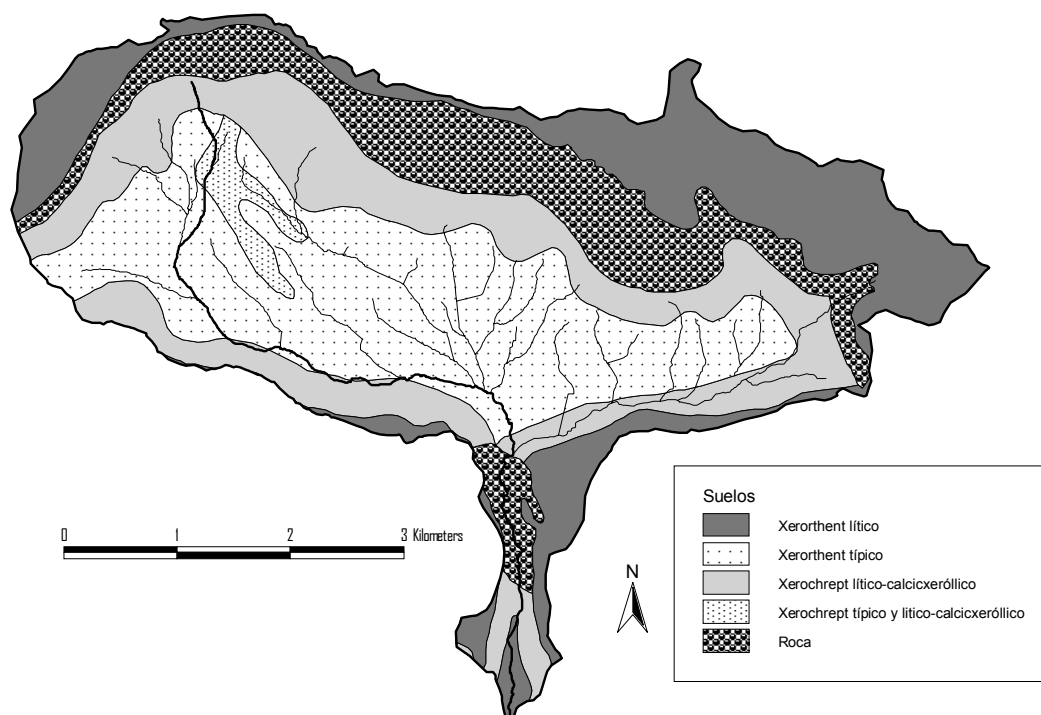 Suelos
Xerorthent lítico
Xerorthent típico
Xerochrept lítico-calcicxeróllico
Xerochrept típico y litico-calcicxeróllico
Roca
0 1 2 3 Kilometers
N